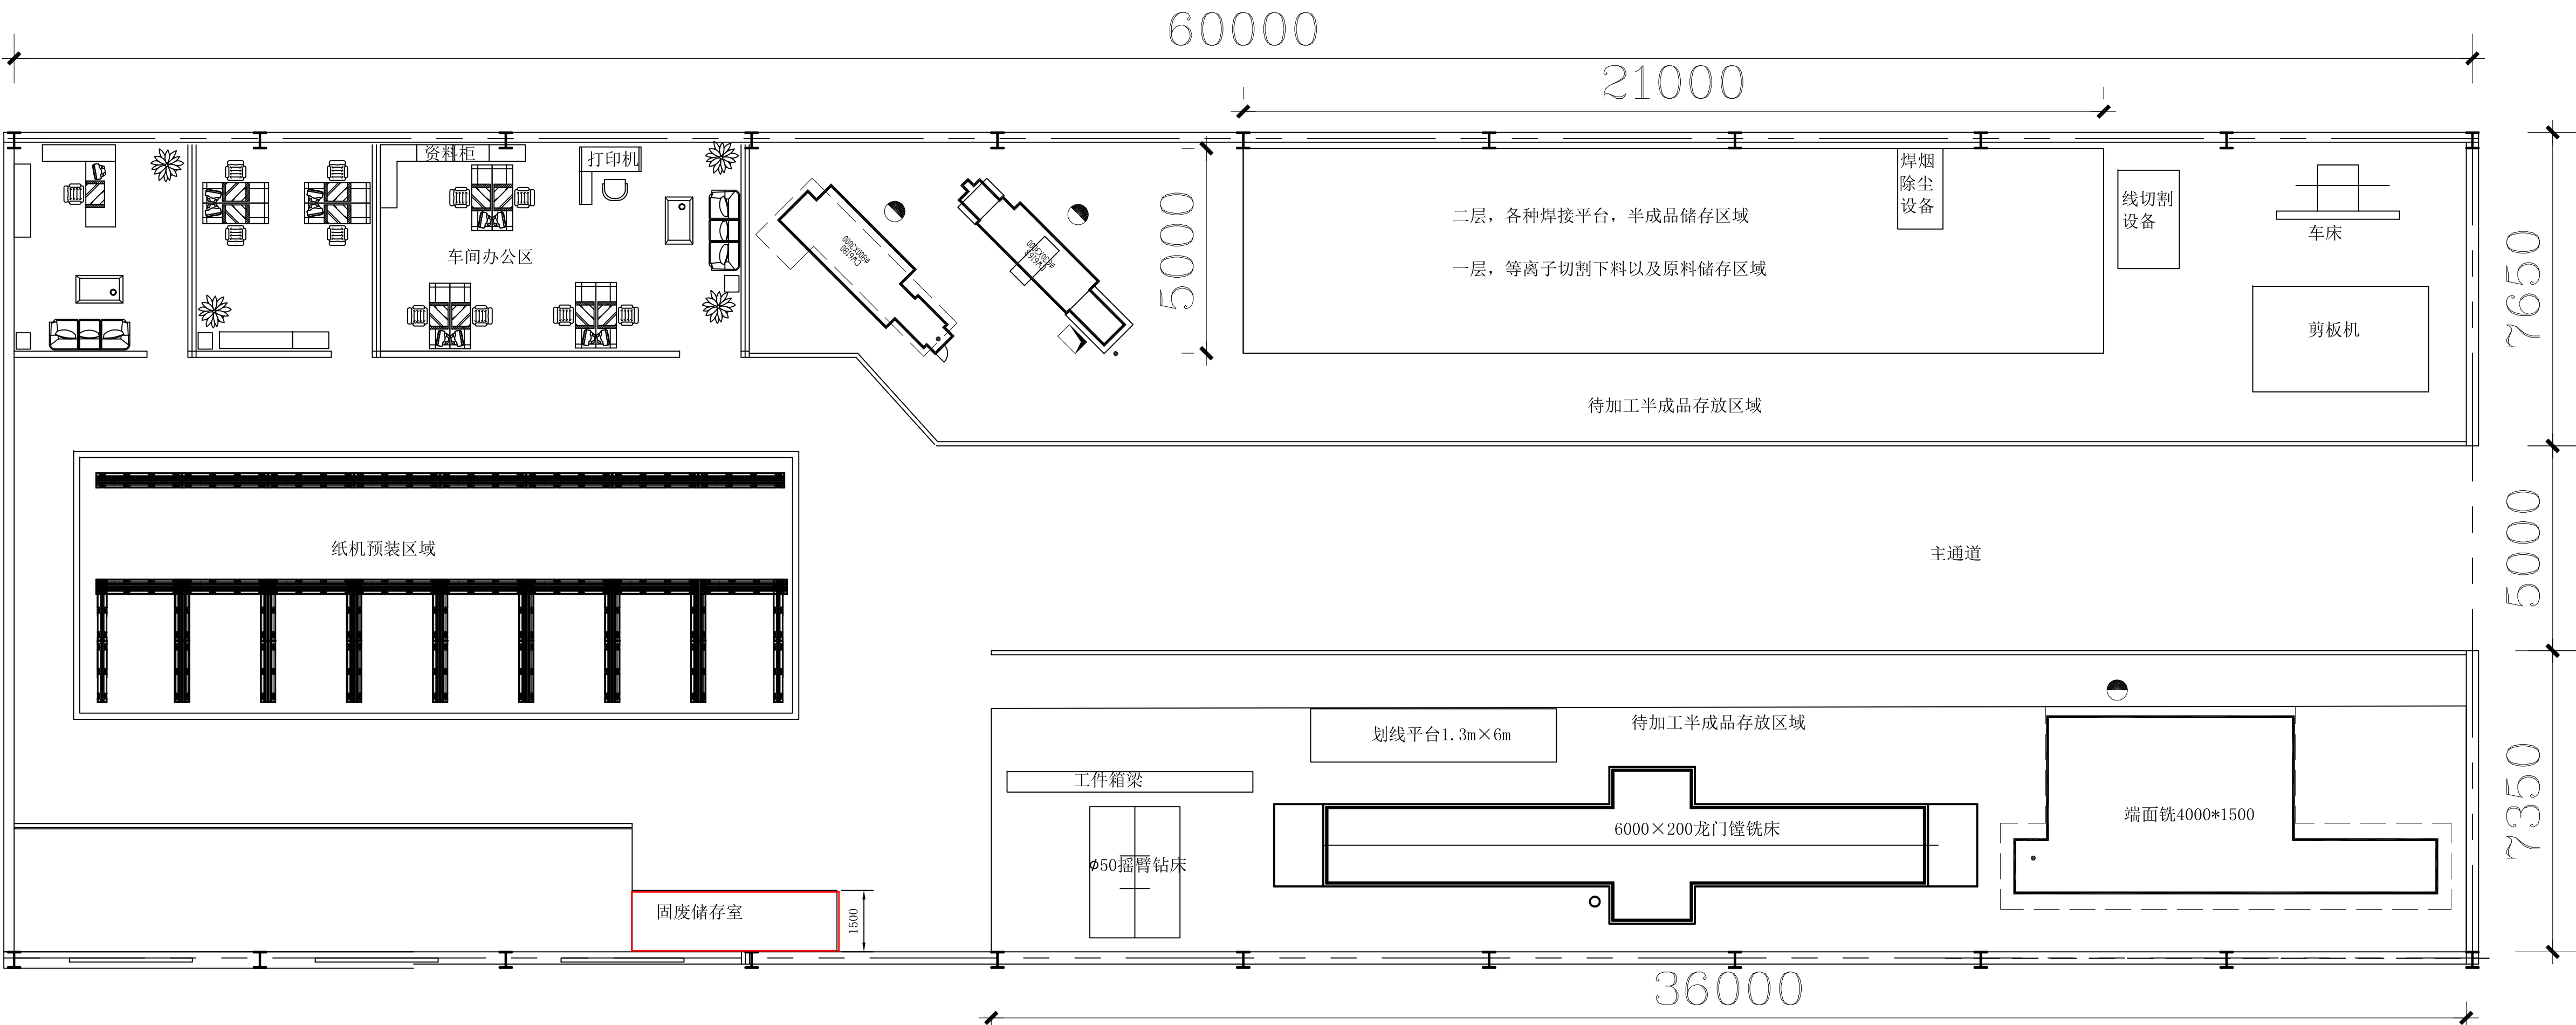 60000
21000
资料柜
打印机
车间办公区
CW6180
φ800X3000
CW6163
φ630X3000
5000
二层，各种焊接平台，半成品储存区域
一层，等离子切割下料以及原料储存区域
焊烟
除尘
设备
线切割
设备
车床
剪板机
7650
待加工半成品存放区域
纸机预装区域
主通道
5000
待加工半成品存放区域
划线平台1.3m×6m
工件箱梁
φ50摇臂钻床
6000×200龙门镗铣床
端面铣4000*1500
7350
固废储存室
1500
36000